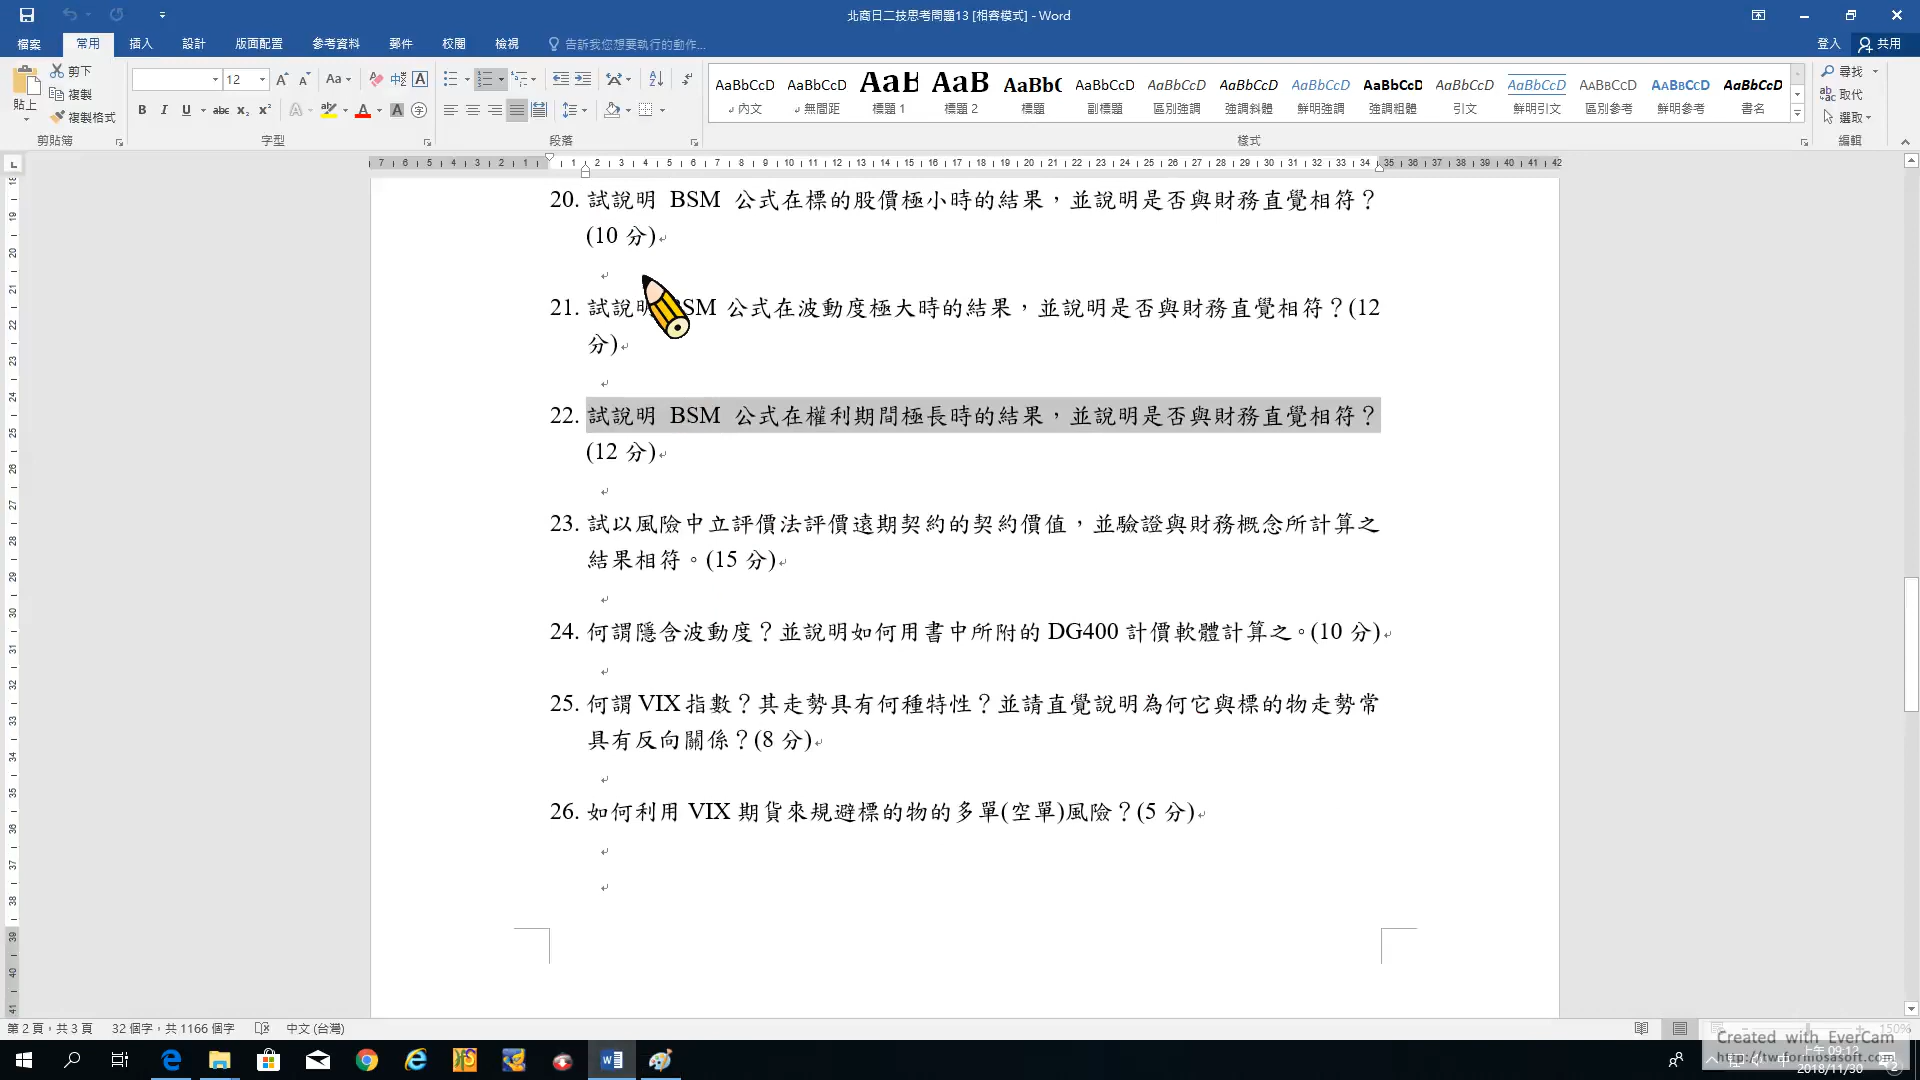 北商日二技思考問題13 [相容模式] - Word
檔案 常用 插入 設計 版面配置 參考資料 郵件 校閱 檢視 告訴我您想要執行的動作... 登入 共用
貼上 剪下 複製 複製格式 剪貼簿
12 字型
段落
AaBbCcD AaBbCcD AaB AaB AaBb( AaBbCcD AaBbCcD AaBbCcD AaBbCcD AaBbCcD AaBbCcD AaBbCcD AaBbCcD AaBbCcD AaBbCcD
內文 無間距 標題 1 標題 2 標題 副標題 區別強調 強調斜體 鮮明強調 強調粗體 引文 鮮明引文 區別參考 鮮明參考 書名
樣式
尋找 取代 選取 編輯
20. 試說明 BSM 公式在標的股價極小時的結果，並說明是否與財務直覺相符？
(10 分)
21. 試說明 BSM 公式在波動度極大時的結果，並說明是否與財務直覺相符？(12
分)
22. 試說明 BSM 公式在權利期間極長時的結果，並說明是否與財務直覺相符？
(12 分)
23. 試以風險中立評價法評價遠期契約的契約價值，並驗證與財務概念所計算之
結果相符。(15 分)
24. 何謂隱含波動度？並說明如何用書中所附的 DG400 計價軟體計算之。(10 分)
25. 何謂 VIX 指數？其走勢具有何種特性？並請直覺說明為何它與標的物走勢常
具有反向關係？(8 分)
26. 如何利用 VIX 期貨來規避標的物的多單(空單)風險？(5 分)
第 2 頁，共 3 頁 32 個字，共 1166 個字 中文 (台灣) 150%
Created with EverCam
http://tw.formosasoft.com
上午 09:12
2018/11/30